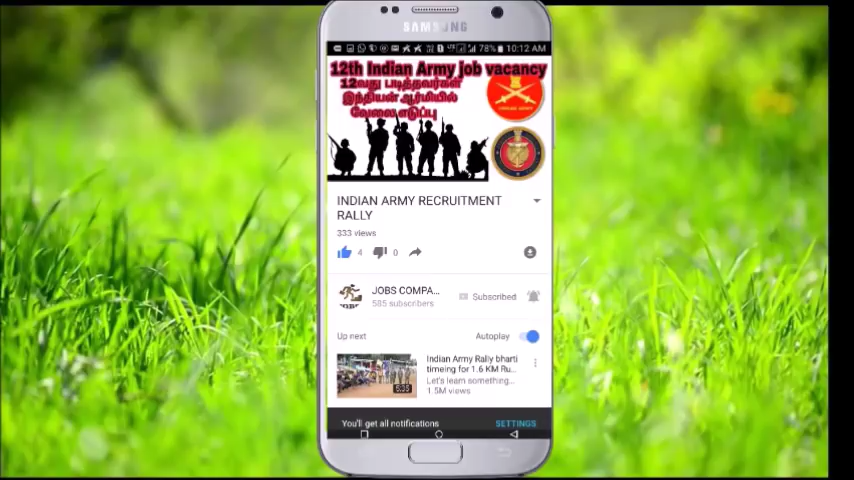 SAMSUNG
78% 10:12 AM
12th Indian Army job vacancy
12வது படித்தவர்கள்
இந்தியன் ஆர்மியில்
வேலை எடுப்பு
INDIAN ARMY RECRUITMENT
RALLY
333 views
4 0
JOBS COMPA...
585 subscribers
Subscribed
Up next
Autoplay
Indian Army Rally bharti
timeing for 1.6 KM Ru...
Let's learn something...
1.5M views
5:35
You'll get all notifications
SETTINGS